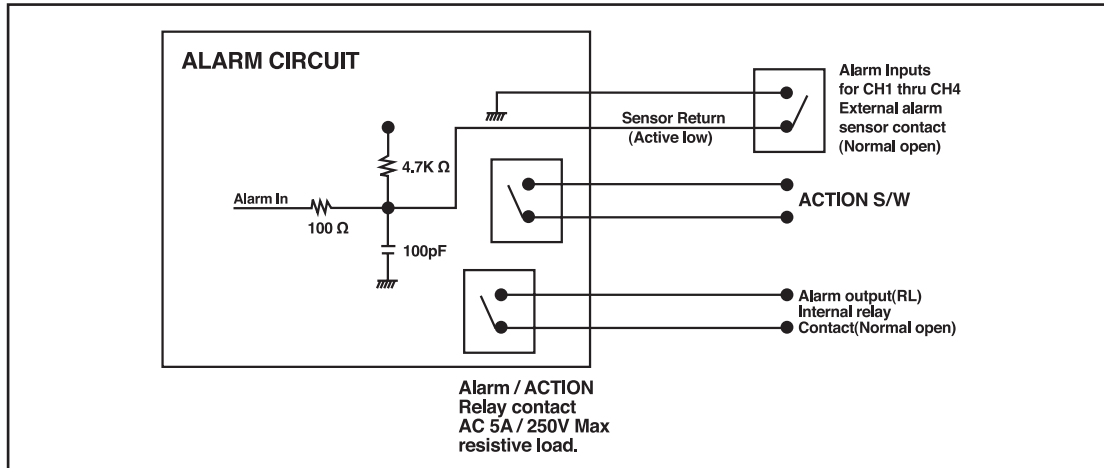 ALARM CIRCUIT
Alarm Inputs
for CH1 thru CH4
External alarm
sensor contact
(Normal open)
Sensor Return
(Active low)
4.7K Ω
Alarm In
100 Ω
100pF
ACTION S/W
Alarm output(RL)
Internal relay
Contact(Normal open)
Alarm / ACTION
Relay contact
AC 5A / 250V Max
resistive load.